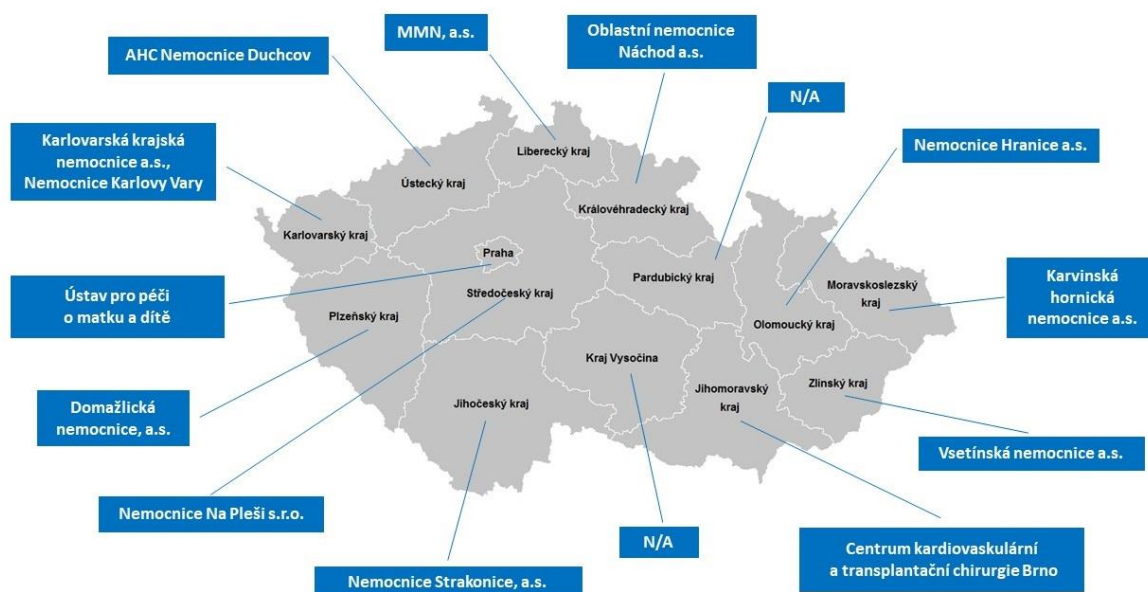 MMN, a.s.
Oblastní nemocnice
Náchod a.s.
AHC Nemocnice Duchcov
N/A
Karlovarská krajská
nemocnice a.s.,
Nemocnice Karlovy Vary
Nemocnice Hranice a.s.
Liberecký kraj
Ústecký kraj
Královéhradecký kraj
Karlovarský kraj
Praha
Pardubický kraj
Moravskoslezský
kraj
Ústav pro péči
o matku a dítě
Středočeský kraj
Plzeňský kraj
Olomoucký kraj
Karvinská
hornická
nemocnice a.s.
Kraj Vysočina
Jihočeský kraj
Jihomoravský
kraj
Zlínský kraj
Domažlická
nemocnice, a.s.
Vsetínská nemocnice a.s.
Nemocnice Na Pleši s.r.o.
N/A
Centrum kardiovaskulární
a transplantační chirurgie Brno
Nemocnice Strakonice, a.s.